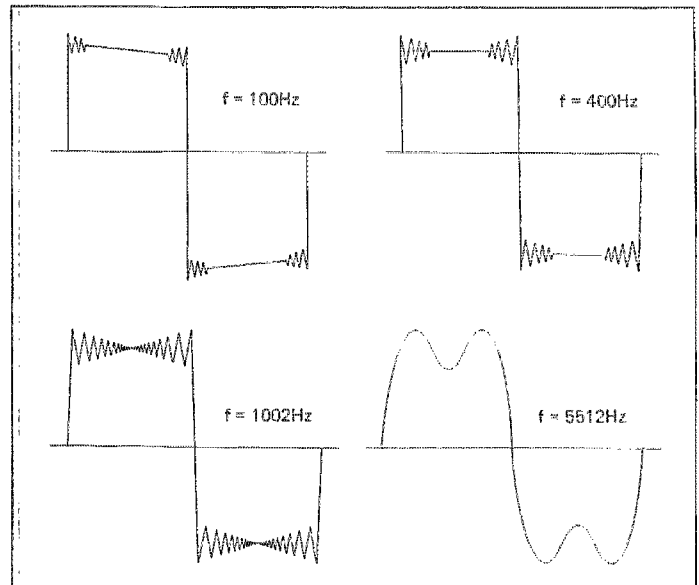 f = 100Hz
f = 400Hz
f = 1002Hz
f = 5512Hz